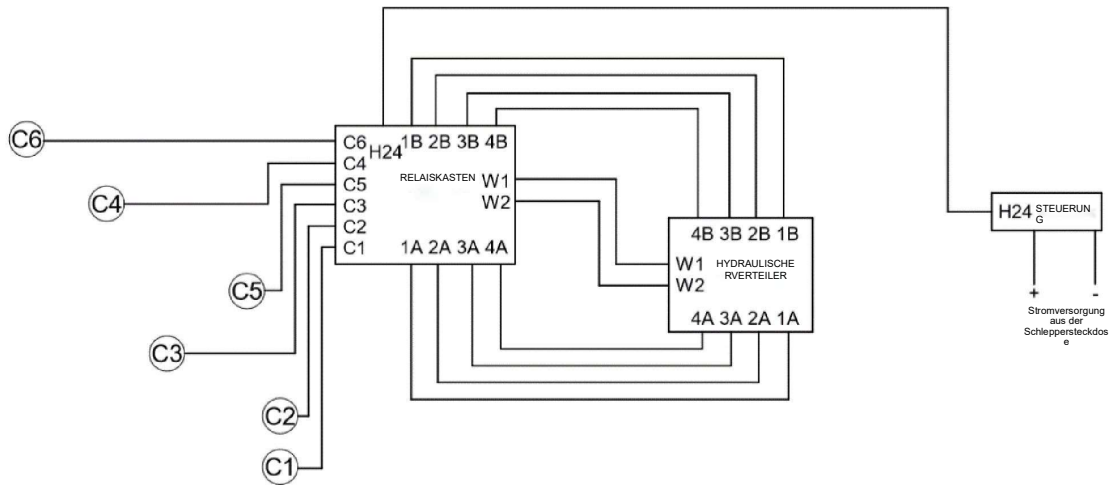 C6
C4
C5
C3
C2
C1
C6 H24 1B 2B 3B 4B
C4
C5 RELAISKASTEN W1
C3 W2
C2
C1 1A 2A 3A 4A
4B 3B 2B 1B
HYDRAULISCHE
RVERTEILER
W1
W2
4A 3A 2A 1A
H24 STEUERUN
G
+ -
Stromversorgung
aus der
Schleppersteckdos
e